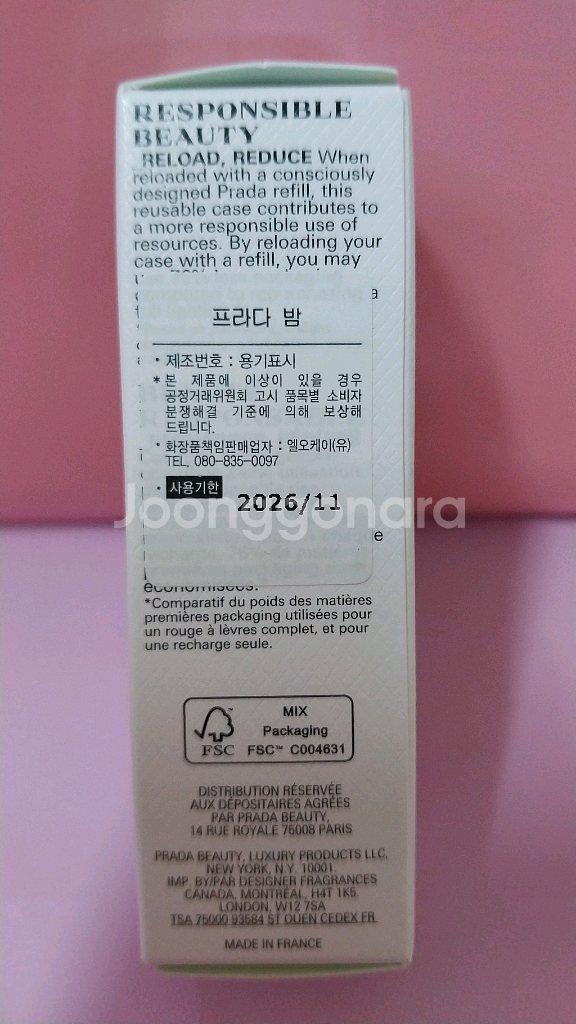 RESPONSIBLE
BEAUTY
RELOAD, REDUCE When
reloaded with a consciously
designed Prada refill, this
reusable case contributes to
a more responsible use of
resources. By reloading your
case with a refill, you may
a
프라다 밤
· 제조번호 : 용기표시
* 본 제품에 이상이 있을 경우
공정거래위원회 고시 품목별 소비자
분쟁해결 기준에 의해 보상해
드립니다.
· 화장품책임판매업자 : 엘오케이(유)
TEL. 080-835-0097
· 사용기한
2026/11
Joonggonara
e
économisées.
*Comparatif du poids des matières
premières packaging utilisées pour
un rouge à lèvres complet, et pour
une recharge seule.
MIX
Packaging
FSC FSC™ C004631
DISTRIBUTION RÉSERVÉE
AUX DÉPOSITAIRES AGRÉÉS
PAR PRADA BEAUTY,
14 RUE ROYALE 75008 PARIS
PRADA BEAUTY, LUXURY PRODUCTS LLC,
NEW YORK, N.Y. 10001.
IMP. BY/PAR DESIGNER FRAGRANCES
CANADA, MONTRÉAL, H4T 1K5.
LONDON, W12 7SA
TSA 75000 93584 ST OUEN CEDEX FR.
MADE IN FRANCE